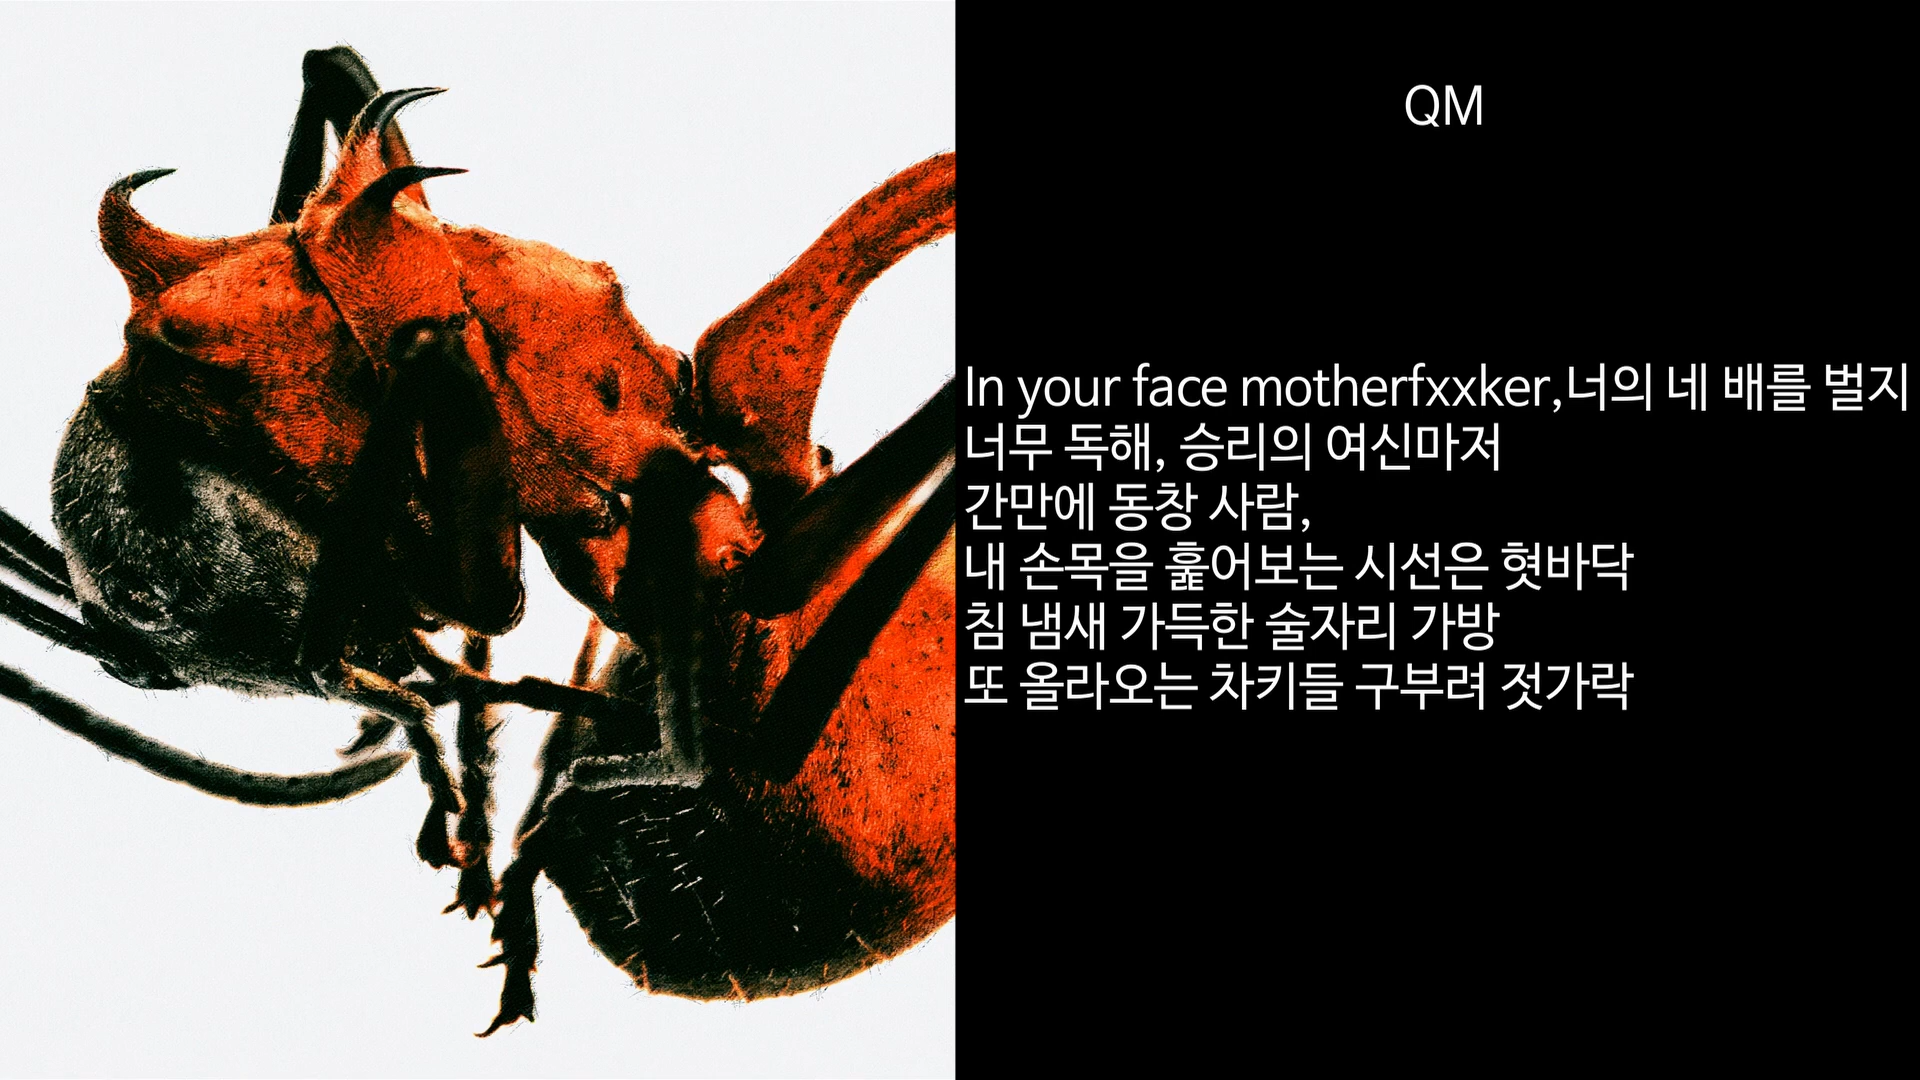 QM
In your face motherfxxker,너의 네 배를 벌지
너무 독해, 승리의 여신마저
간만에 동창 사람,
내 손목을 훑어보는 시선은 혓바닥
침 냄새 가득한 술자리 가방
또 올라오는 차키들 구부려 젓가락